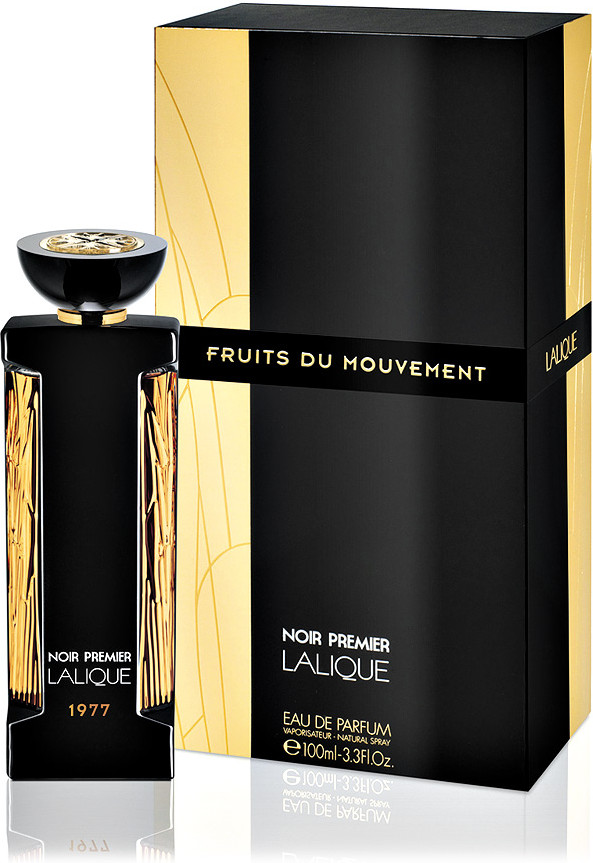 FRUITS DU MOUVEMENT
LALIQUE
NOIR PREMIER
LALIQUE
EAU DE PARFUM
VAPORISATEUR - NATURAL SPRAY
℮100ml-3.3Fl.Oz.
NOIR PREMIER
LALIQUE
1977